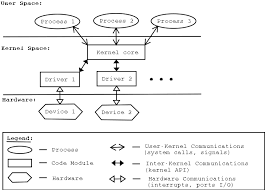 User Space:
Process 1
Process 2
Process 3
Kernel Space:
Kernel core
Driver 1
Driver 2
Hardware:
Device 1
Device 2
Legend:
— Process
— User-Kernel Communications
(system calls, signals)
— Code Module
— Inter-Kernel Communications
(kernel API)
— Hardware
— Hardware Communications
(interrupts, ports I/O)